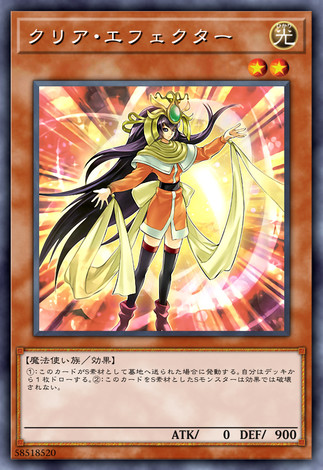 クリア・エフェクター
光
【魔法使い族／効果】
①：このカードがS素材として墓地へ送られた場合に発動する。自分はデッキか
ら１枚ドローする。②：このカードをS素材としたSモンスターは効果では破壊
されない。
ATK/ 0 DEF/ 900
58518520